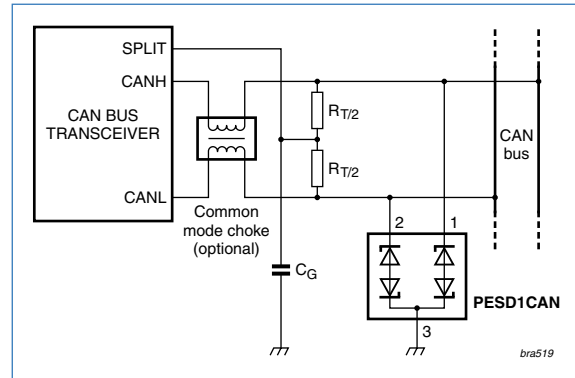 SPLIT
CANH
CAN BUS
TRANSCEIVER
CANL
Common
mode choke
(optional)
RT/2
RT/2
CG
CAN
bus
2
1
PESD1CAN
3
bra519